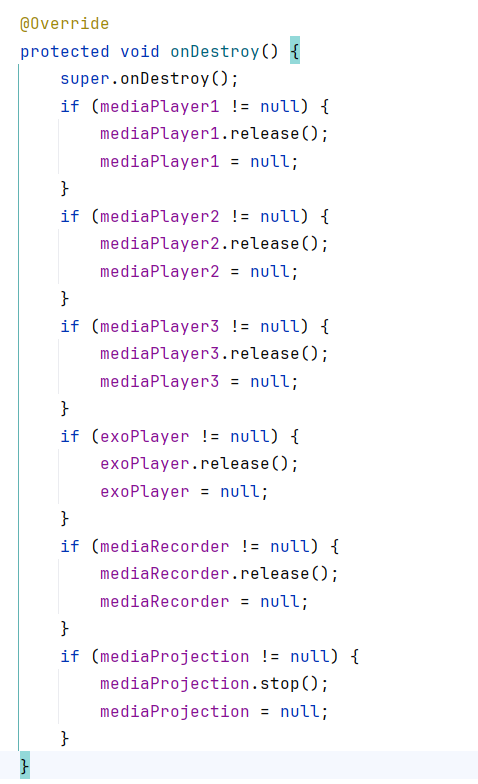 @Override
protected void onDestroy() {
    super.onDestroy();
    if (mediaPlayer1 != null) {
        mediaPlayer1.release();
        mediaPlayer1 = null;
    }
    if (mediaPlayer2 != null) {
        mediaPlayer2.release();
        mediaPlayer2 = null;
    }
    if (mediaPlayer3 != null) {
        mediaPlayer3.release();
        mediaPlayer3 = null;
    }
    if (exoPlayer != null) {
        exoPlayer.release();
        exoPlayer = null;
    }
    if (mediaRecorder != null) {
        mediaRecorder.release();
        mediaRecorder = null;
    }
    if (mediaProjection != null) {
        mediaProjection.stop();
        mediaProjection = null;
    }
}